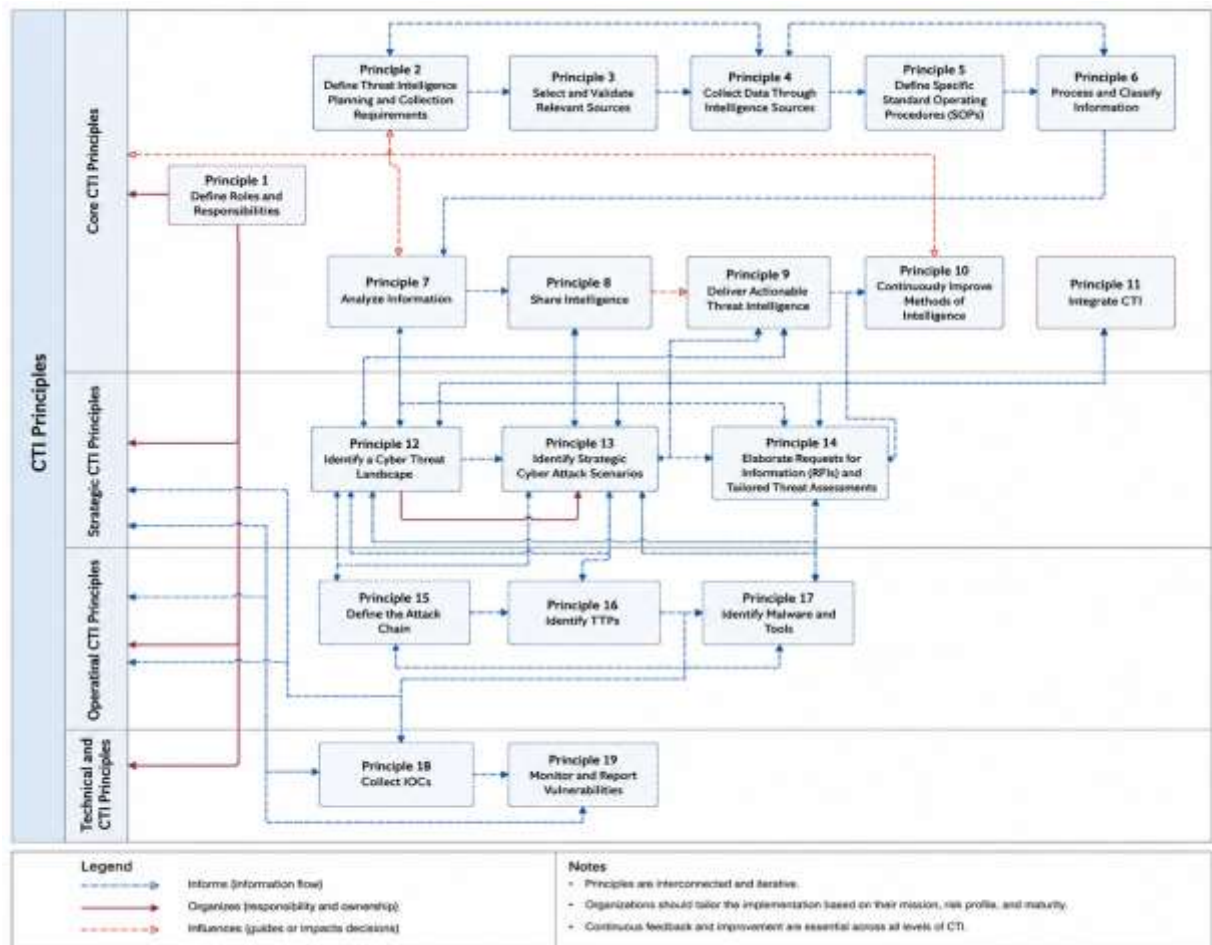 CTI Principles
Core CTI Principles
Principle 2
Define Threat Intelligence
Planning and Collection
Requirements
Principle 3
Select and Validate
Relevant Sources
Principle 4
Collect Data Through
Intelligence Sources
Principle 5
Define Specific
Standard Operating
Procedures (SOPs)
Principle 6
Process and Classify
Information
Principle 1
Define Roles and
Responsibilities
Principle 7
Analyze Information
Principle 8
Share Intelligence
Principle 9
Deliver Actionable
Threat Intelligence
Principle 10
Continuously Improve
Methods of
Intelligence
Principle 11
Integrate CTI
Strategic CTI Principles
Principle 12
Identify a Cyber Threat
Landscape
Principle 13
Identify Strategic
Cyber Attack Scenarios
Principle 14
Elaborate Requests for
Information (RFIs) and
Tailored Threat Assessments
Operatiral CTI Principles
Principle 15
Define the Attack
Chain
Principle 16
Identify TTPs
Principle 17
Identify Malware and
Tools
Technical and
CTI Principles
Principle 18
Collect IOCs
Principle 19
Monitor and Report
Vulnerabilities
Legend
Informs (information flow)
Organizes (responsibility and ownership)
Influences (guides or impacts decisions)
Notes
• Principles are interconnected and iterative.
• Organizations should tailor the implementation based on their mission, risk profile, and maturity.
• Continuous feedback and improvement are essential across all levels of CTI.